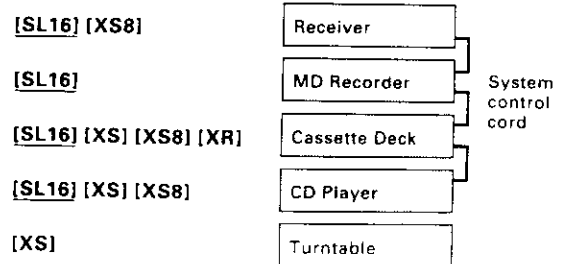 [SL16] [XS8] Receiver
[SL16] MD Recorder
System
control
cord
[SL16] [XS] [XS8] [XR] Cassette Deck
[SL16] [XS] [XS8] CD Player
[XS] Turntable